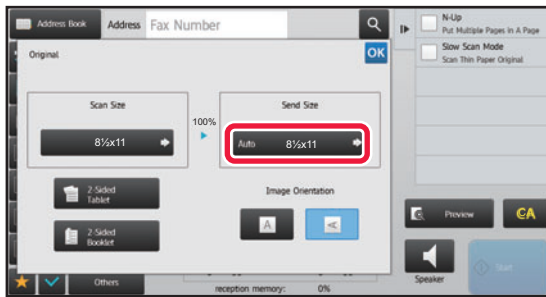 Address Book
Address
Fax Number
Original
OK
Scan Size
8½x11
100%
Send Size
Auto 8½x11
2-Sided
Tablet
2-Sided
Booklet
Image Orientation
A
A
Others
reception memory: 0%
N-Up
Put Multiple Pages in A Page
Slow Scan Mode
Scan Thin Paper Original
Preview
CA
Speaker
Start